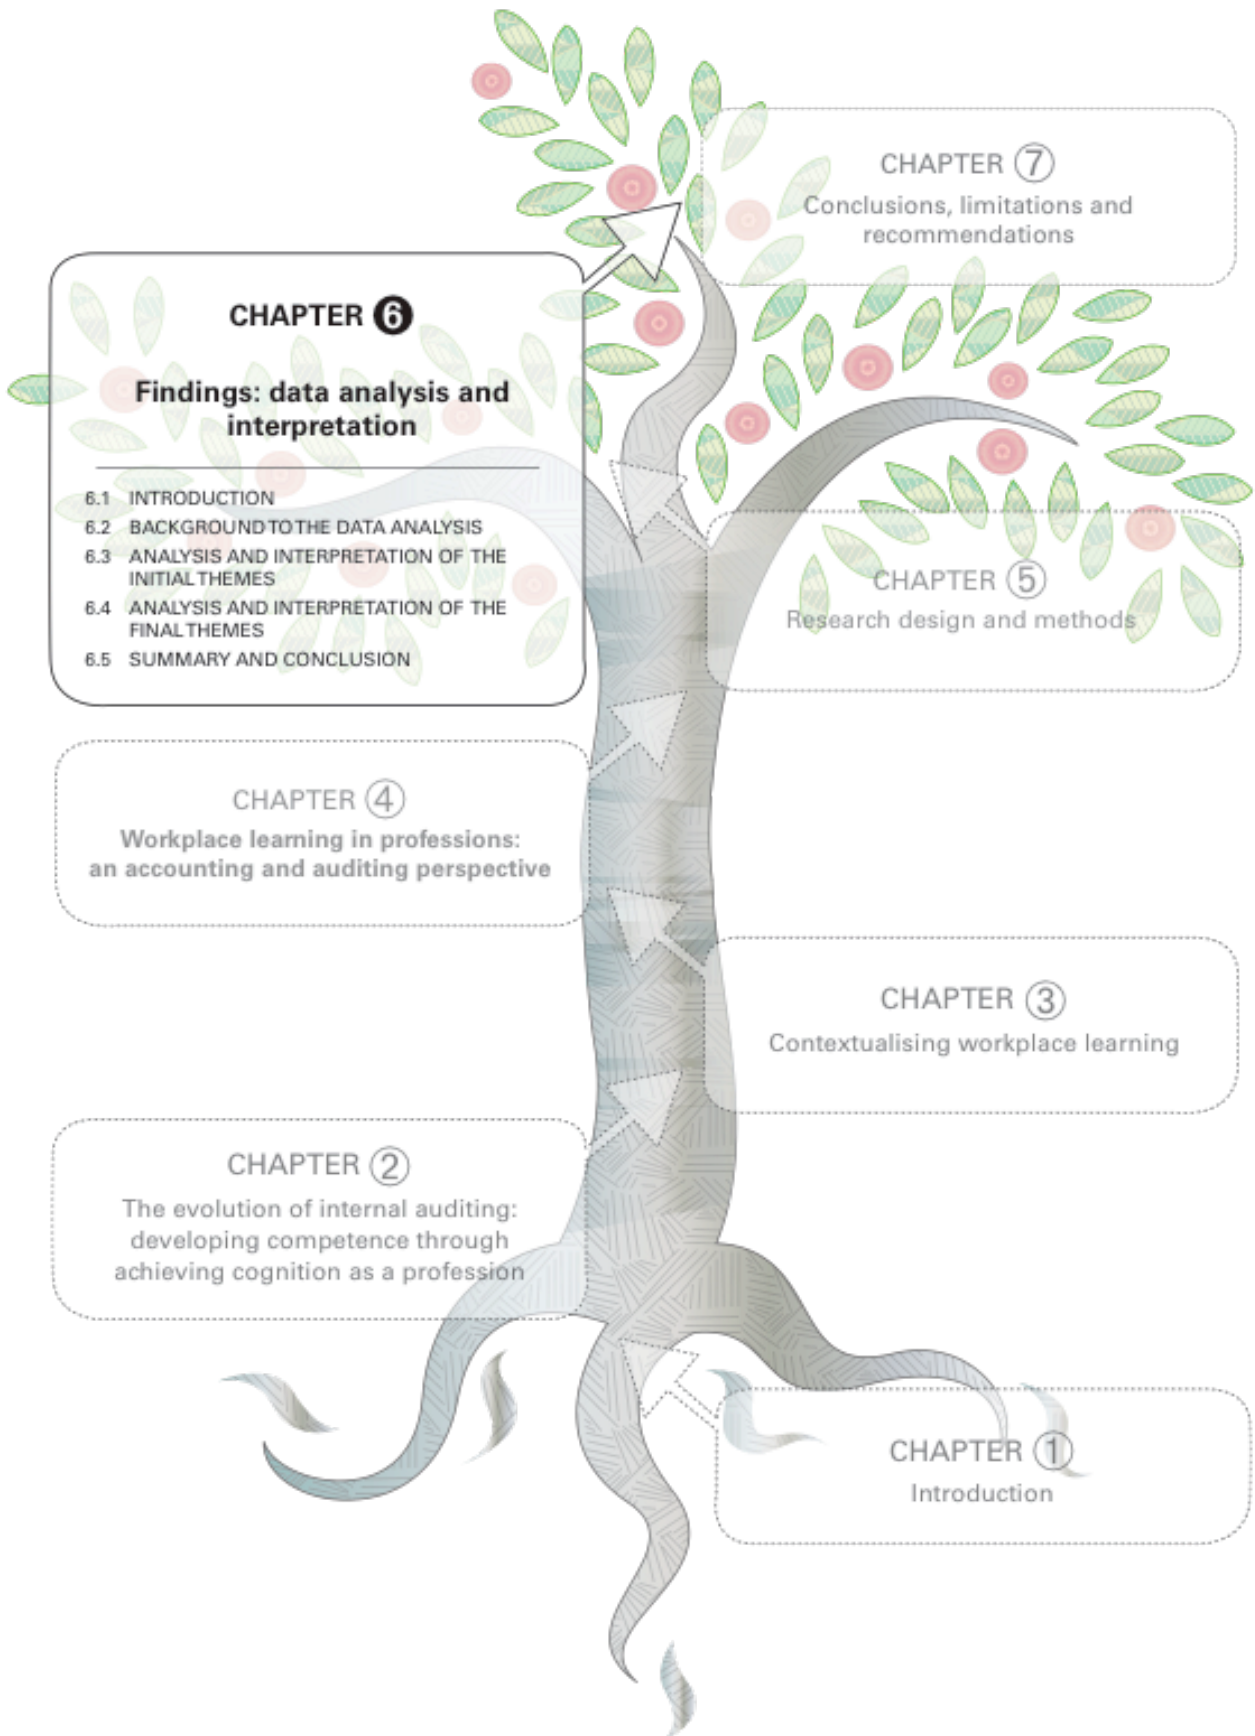 CHAPTER 7
Conclusions, limitations and
recommendations
CHAPTER 6
Findings: data analysis and
interpretation
6.1 INTRODUCTION
6.2 BACKGROUND TO THE DATA ANALYSIS
6.3 ANALYSIS AND INTERPRETATION OF THE
INITIAL THEMES
6.4 ANALYSIS AND INTERPRETATION OF THE
FINAL THEMES
6.5 SUMMARY AND CONCLUSION
CHAPTER 5
Research design and methods
CHAPTER 4
Workplace learning in professions:
an accounting and auditing perspective
CHAPTER 3
Contextualising workplace learning
CHAPTER 2
The evolution of internal auditing:
developing competence through
achieving cognition as a profession
CHAPTER 1
Introduction